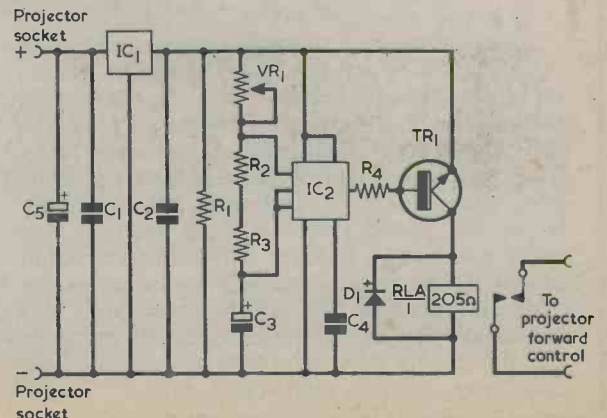 Projector
socket
+
IC1
VR1
TR1
R2
R4
IC2
C5
+
C1
C2
R1
R3
+
C3
C4
D1
+
RLA
1
205Ω
To
projector
forward
control
−
Projector
socket